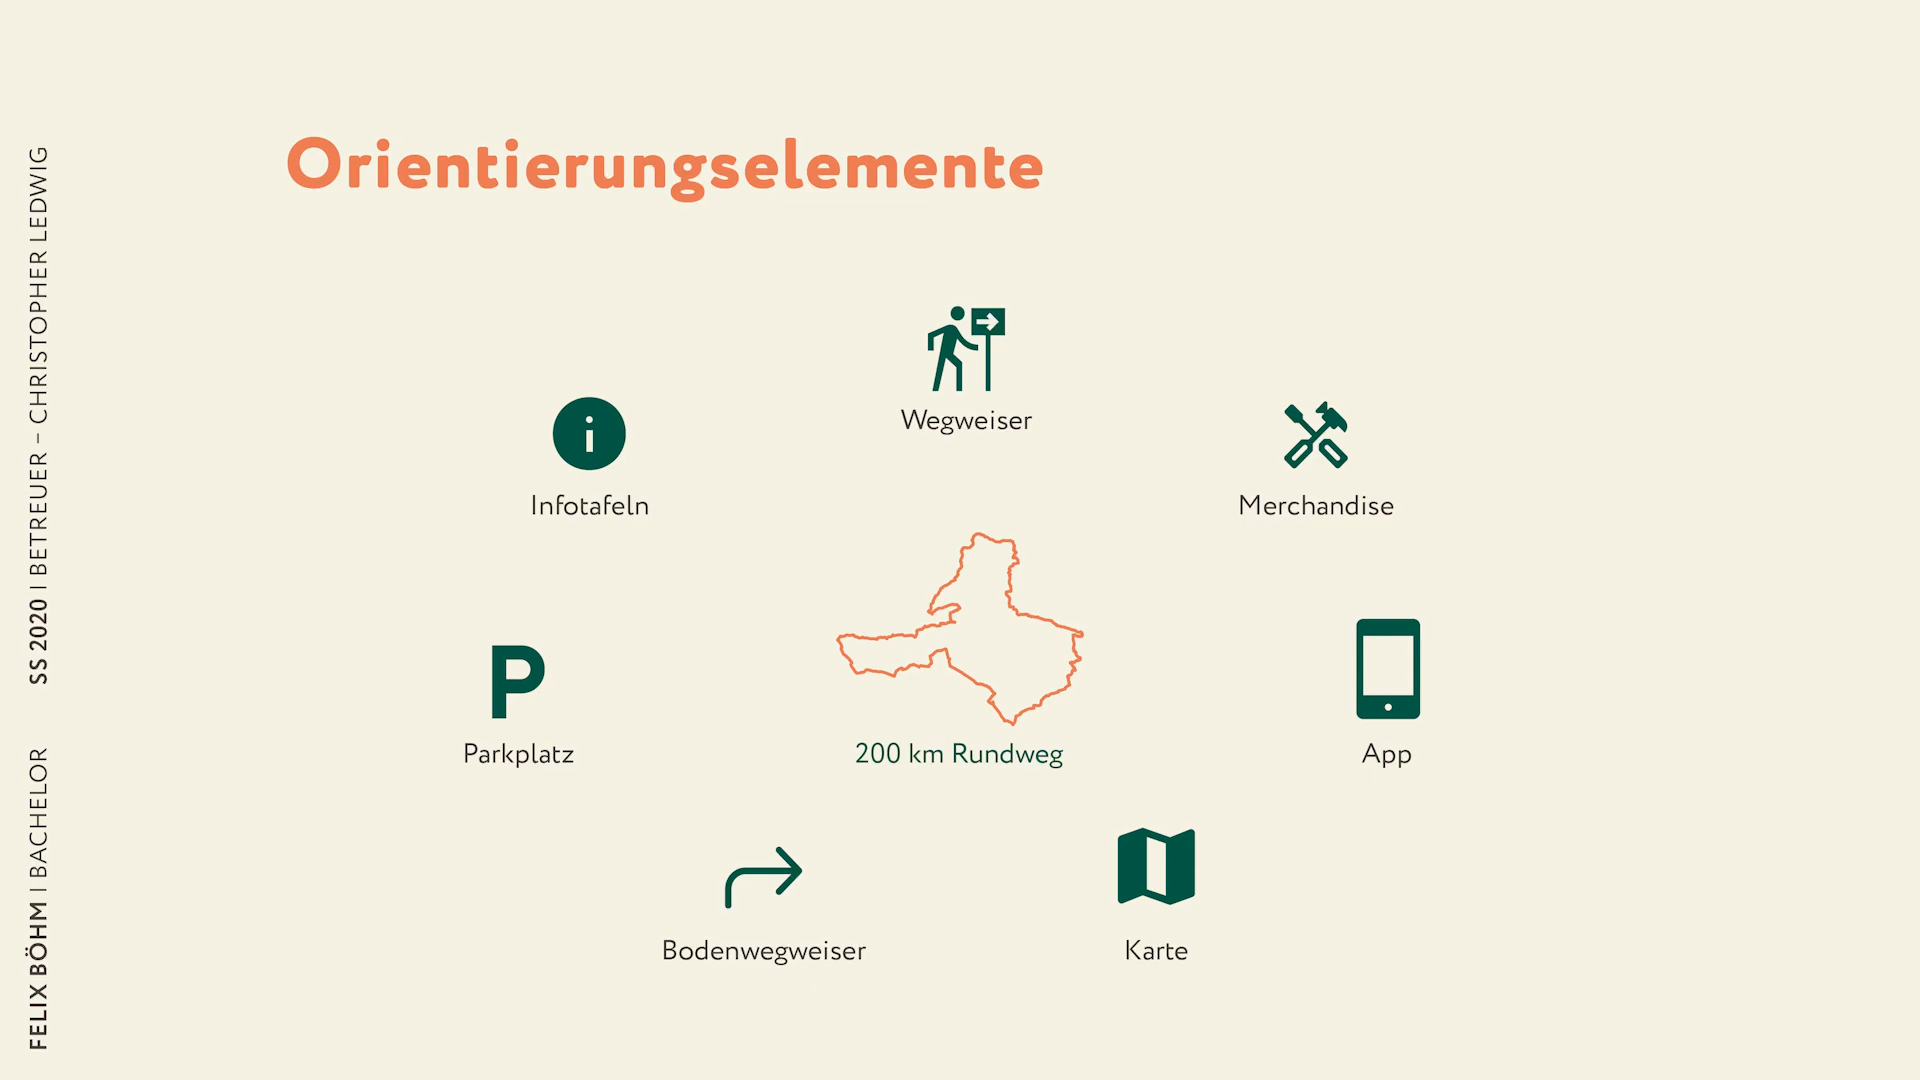 Orientierungselemente
Wegweiser
Infotafeln
Merchandise
P
Parkplatz
200 km Rundweg
App
Bodenwegweiser
Karte
FELIX BÖHM I BACHELOR SS 2020 I BETREUER – CHRISTOPHER LEDWIG